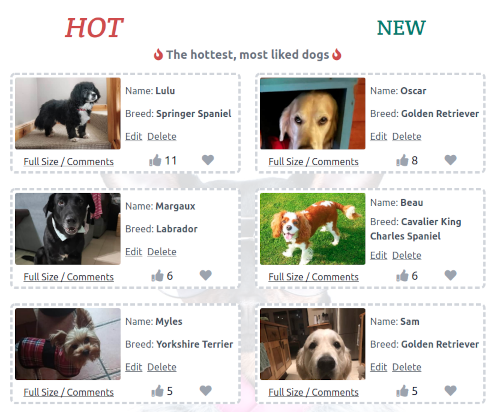 HOT
NEW
The hottest, most liked dogs
Name: Lulu
Breed: Springer Spaniel
Edit Delete
Full Size / Comments
11
Name: Oscar
Breed: Golden Retriever
Edit Delete
Full Size / Comments
8
Name: Margaux
Breed: Labrador
Edit Delete
Full Size / Comments
6
Name: Beau
Breed: Cavalier King
Charles Spaniel
Edit Delete
Full Size / Comments
6
Name: Myles
Breed: Yorkshire Terrier
Edit Delete
Full Size / Comments
5
Name: Sam
Breed: Golden Retriever
Edit Delete
Full Size / Comments
5